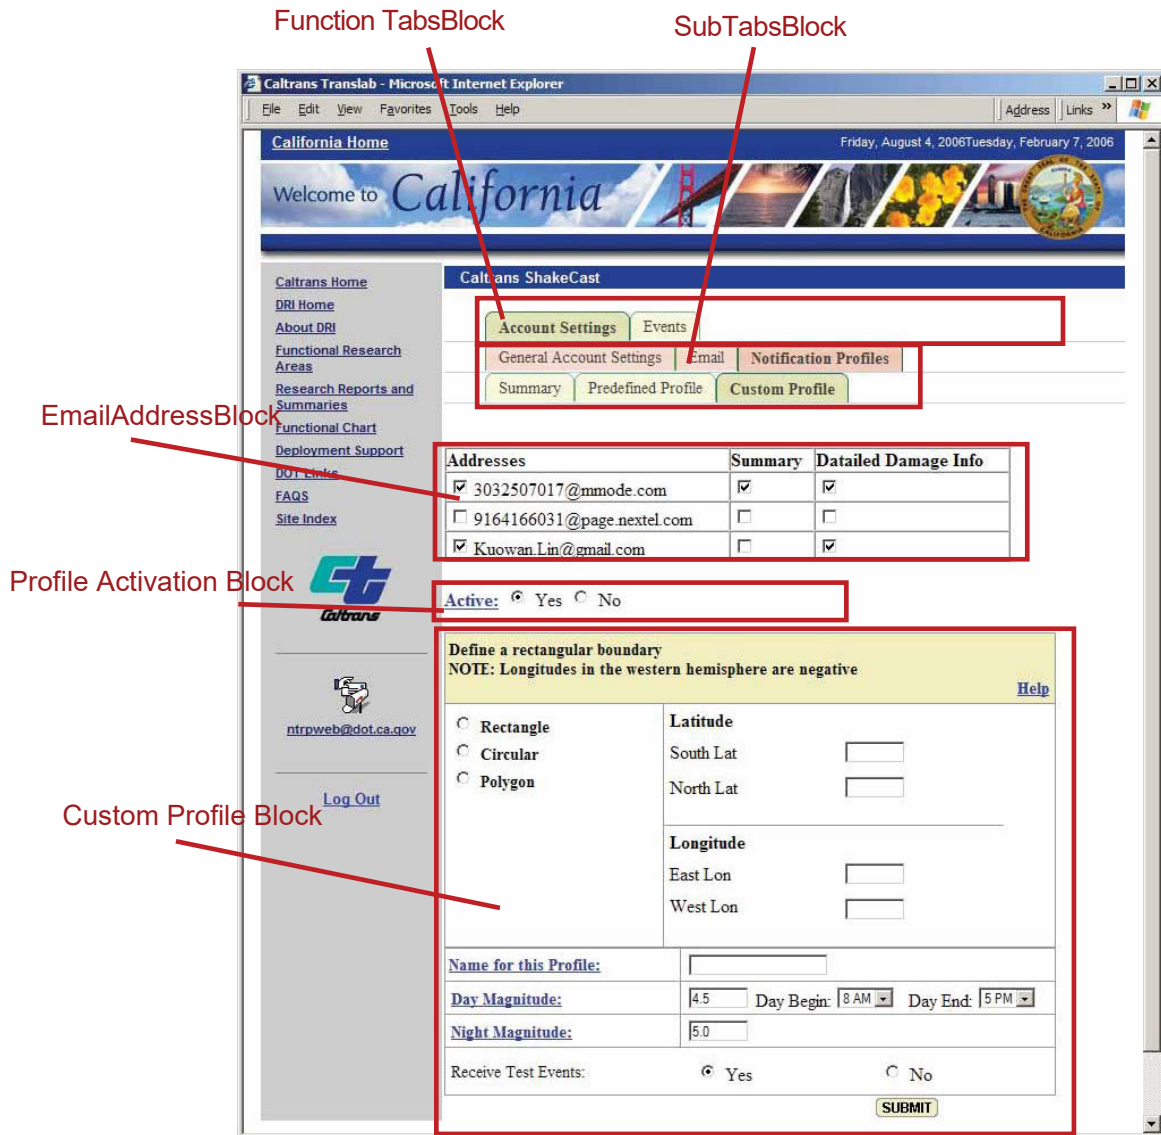 Function TabsBlock
SubTabsBlock
Caltrans Translab - Microsoft Internet Explorer
File Edit View Favorites Tools Help Address Links »
California Home
Friday, August 4, 2006Tuesday, February 7, 2006
Welcome to California
Caltrans Home
DRI Home
About DRI
Functional Research
Areas
Research Reports and
Summaries
Functional Chart
Deployment Support
DOT Links
FAQS
Site Index
Caltrans
ntrpweb@dot.ca.gov
Log Out
EmailAddressBlock
Profile Activation Block
Custom Profile Block
Caltrans ShakeCast
Account Settings Events
General Account Settings Email Notification Profiles
Summary Predefined Profile Custom Profile
Addresses Summary Datailed Damage Info
3032507017@mmode.com
9164166031@page.nextel.com
Kuowan.Lin@gmail.com
Active: Yes No
Define a rectangular boundary
NOTE: Longitudes in the western hemisphere are negative
Help
Rectangle
Circular
Polygon
Latitude
South Lat
North Lat
Longitude
East Lon
West Lon
Name for this Profile:
Day Magnitude: 4.5 Day Begin: 8 AM Day End: 5 PM
Night Magnitude: 5.0
Receive Test Events: Yes No
SUBMIT